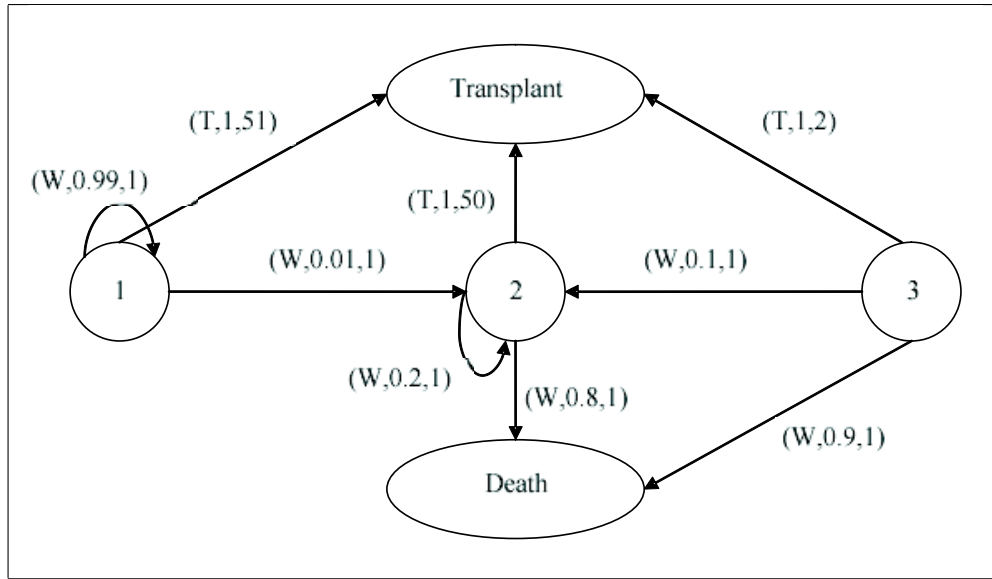 Transplant
(T,1,51)
(T,1,2)
(W,0.99,1)
(T,1,50)
(W,0.01,1)
(W,0.1,1)
1
2
3
(W,0.2,1)
(W,0.8,1)
(W,0.9,1)
Death